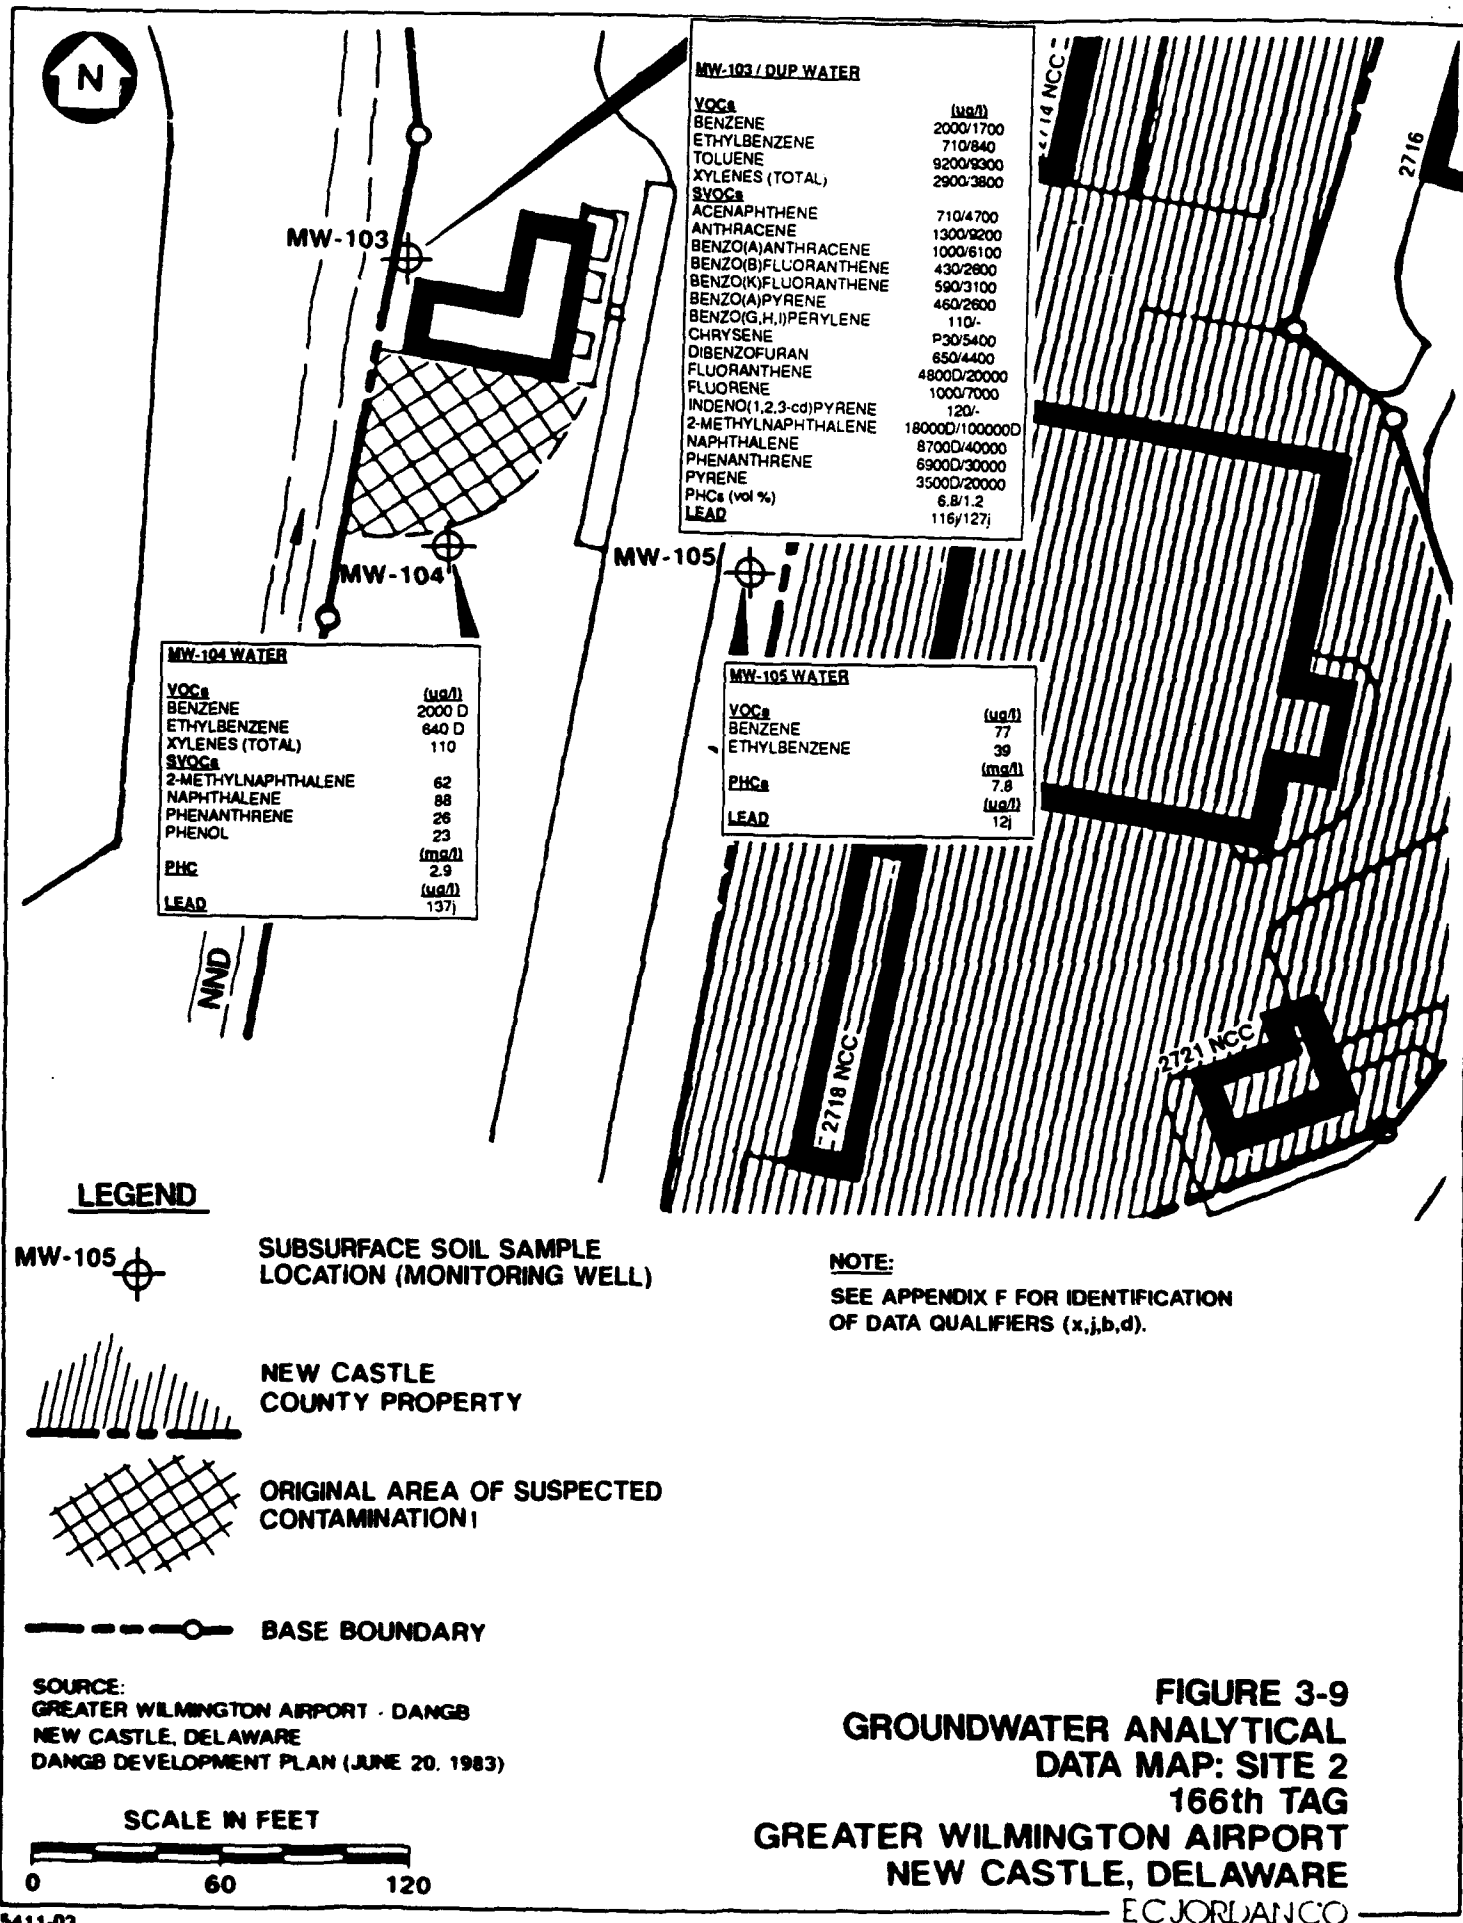 N
MW-103 / DUP WATER
VOCs (ug/l)
BENZENE 2000/1700
ETHYLBENZENE 710/840
TOLUENE 9200/9300
XYLENES (TOTAL) 2900/3800
SVOCs
ACENAPHTHENE 710/4700
ANTHRACENE 1300/9200
BENZO(A)ANTHRACENE 1000/6100
BENZO(B)FLUORANTHENE 430/2800
BENZO(K)FLUORANTHENE 590/3100
BENZO(A)PYRENE 460/2600
BENZO(G,H,I)PERYLENE 110/-
CHRYSENE P30/5400
DIBENZOFURAN 650/4400
FLUORANTHENE 4800D/20000
FLUORENE 1000/7000
INDENO(1,2,3-cd)PYRENE 120/-
2-METHYLNAPHTHALENE 18000D/100000D
NAPHTHALENE 8700D/40000
PHENANTHRENE 6900D/30000
PYRENE 3500D/20000
PHCs (vol %) 6.8/1.2
LEAD 116j/127j
2714 NCC
2716
MW-103
MW-104
MW-105
MW-104 WATER
VOCs (ug/l)
BENZENE 2000 D
ETHYLBENZENE 640 D
XYLENES (TOTAL) 110
SVOCs
2-METHYLNAPHTHALENE 62
NAPHTHALENE 88
PHENANTHRENE 26
PHENOL 23
(mg/l)
PHC 2.9
(ug/l)
LEAD 137j
MW-105 WATER
VOCs (ug/l)
BENZENE 77
ETHYLBENZENE 39
(mg/l)
PHCs 7.8
(ug/l)
LEAD 12j
NND
2718 NCC
2721 NCC
LEGEND
MW-105
SUBSURFACE SOIL SAMPLE
LOCATION (MONITORING WELL)
NEW CASTLE
COUNTY PROPERTY
ORIGINAL AREA OF SUSPECTED
CONTAMINATION
BASE BOUNDARY
NOTE:
SEE APPENDIX F FOR IDENTIFICATION
OF DATA QUALIFIERS (x,j,b,d).
SOURCE:
GREATER WILMINGTON AIRPORT - DANGB
NEW CASTLE, DELAWARE
DANGB DEVELOPMENT PLAN (JUNE 20, 1983)
SCALE IN FEET
0 60 120
FIGURE 3-9
GROUNDWATER ANALYTICAL
DATA MAP: SITE 2
166th TAG
GREATER WILMINGTON AIRPORT
NEW CASTLE, DELAWARE
ECJORDANCO